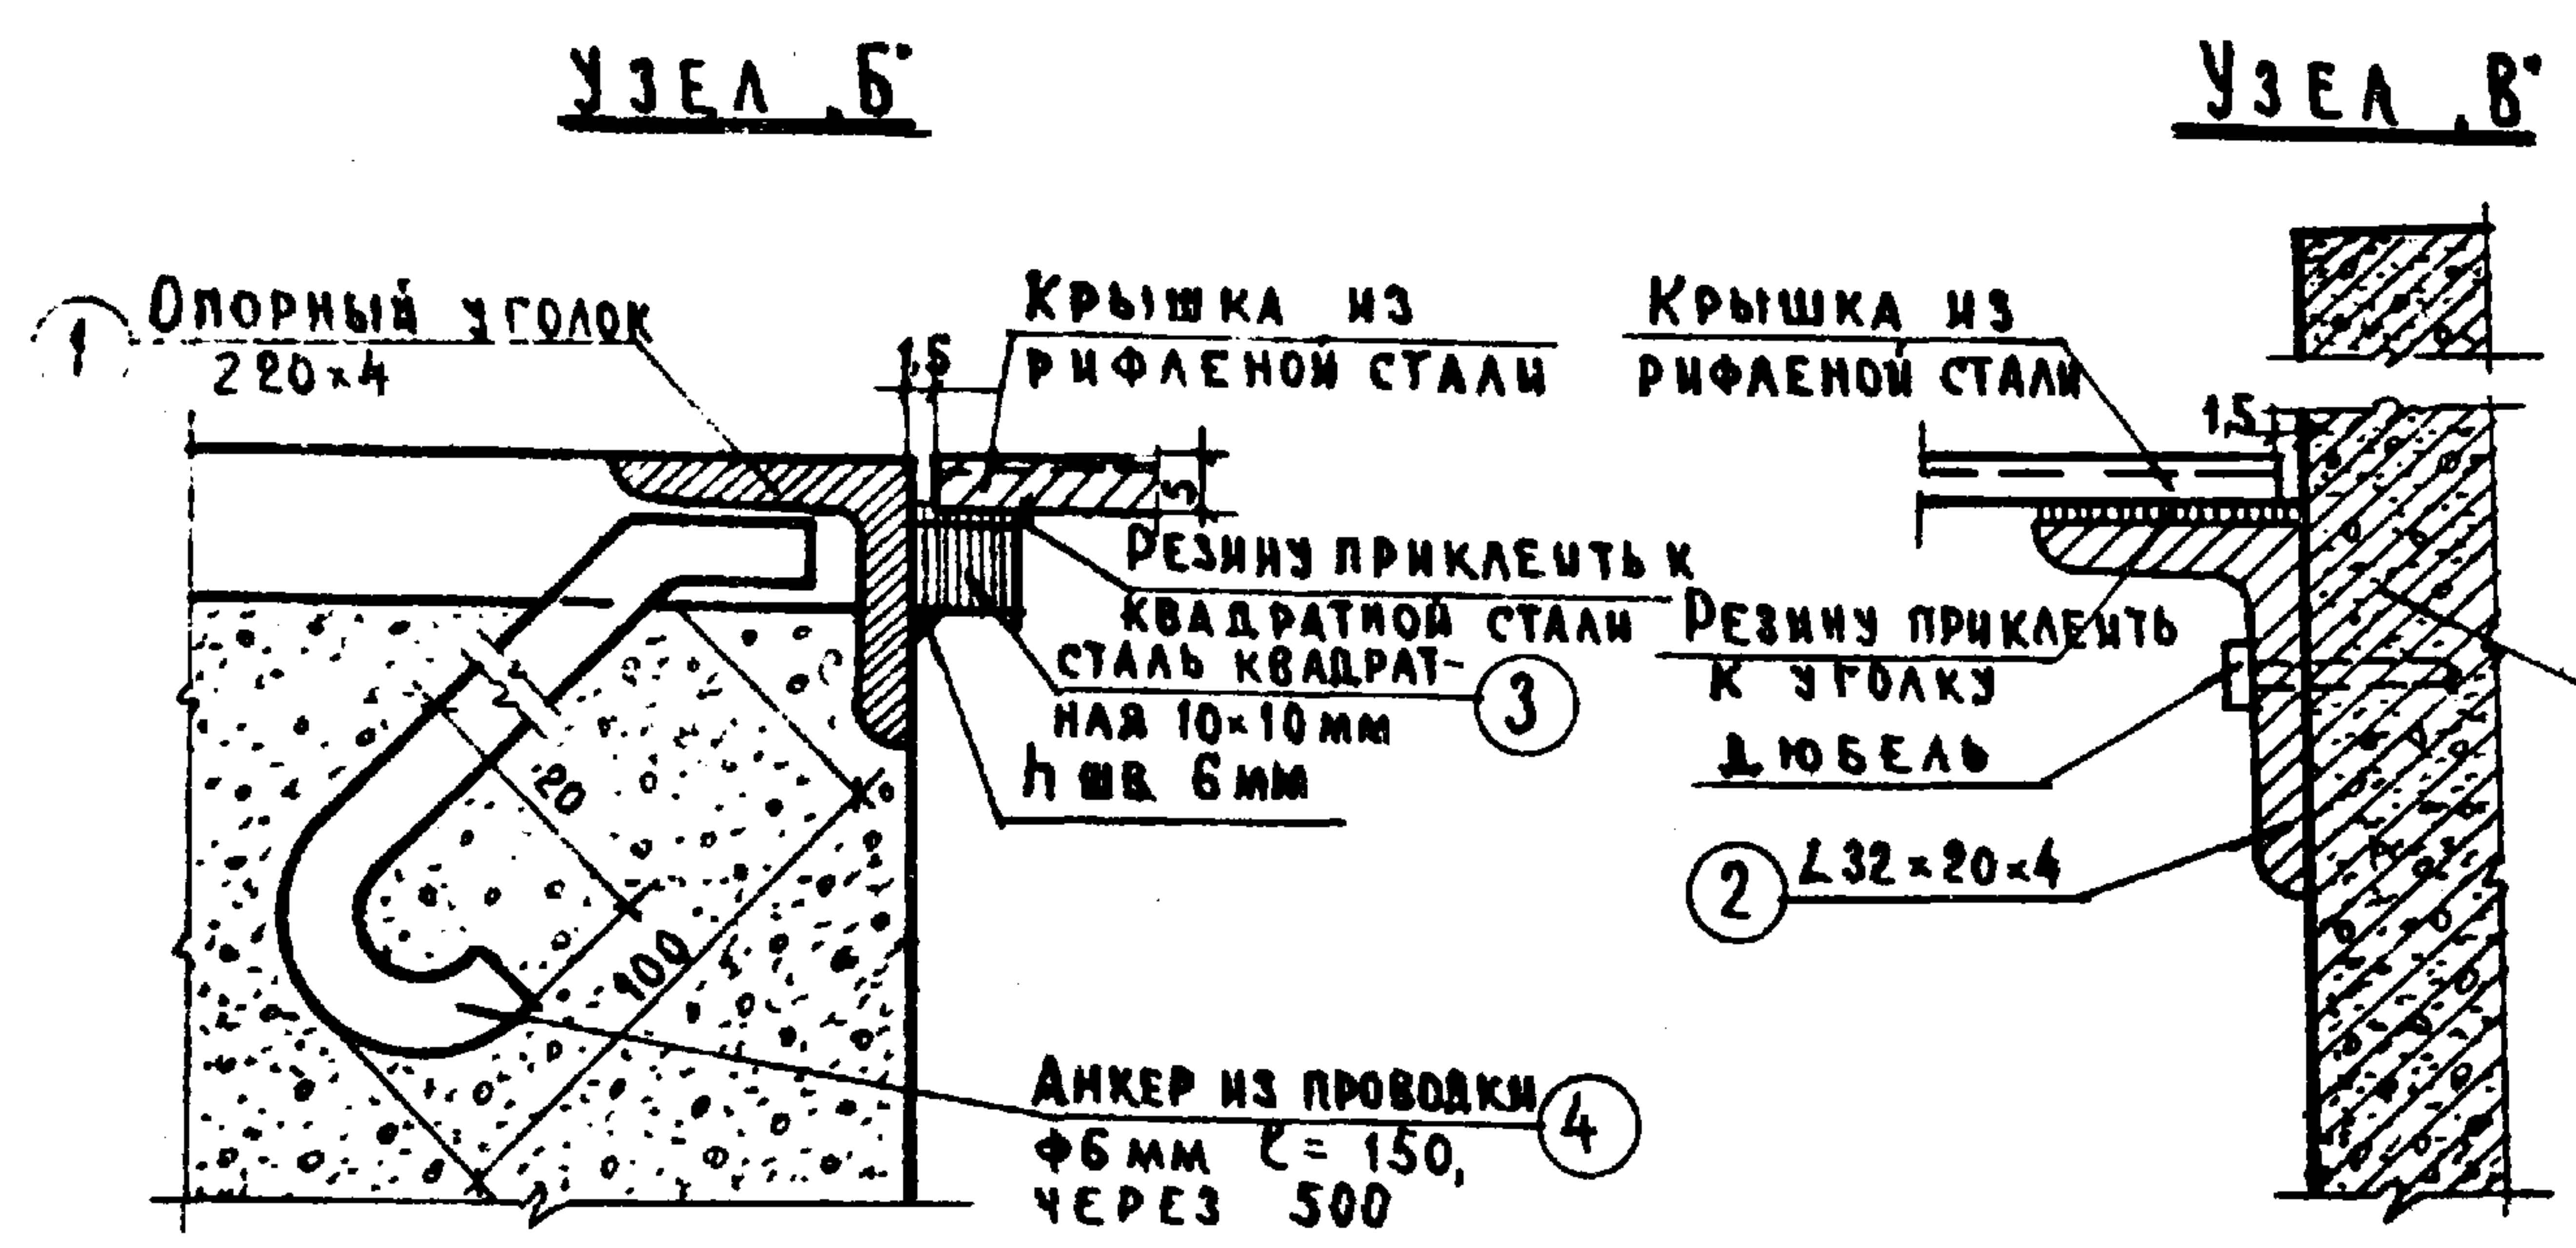 УЗЕЛ „Б"
УЗЕЛ „В"
1
Опорный уголок
∠20×4
1,5
Крышка из
рифленой стали
5
Резину приклеить к
квадратной стали
сталь квадрат-
ная 10×10 мм
3
h шв 6 мм
20
100
Анкер из проводки
4
ф6 мм ℓ= 150,
через 500
Крышка из
рифленой стали
1,5
Резину приклеить
к уголку
дюбель
2
∠32×20×4